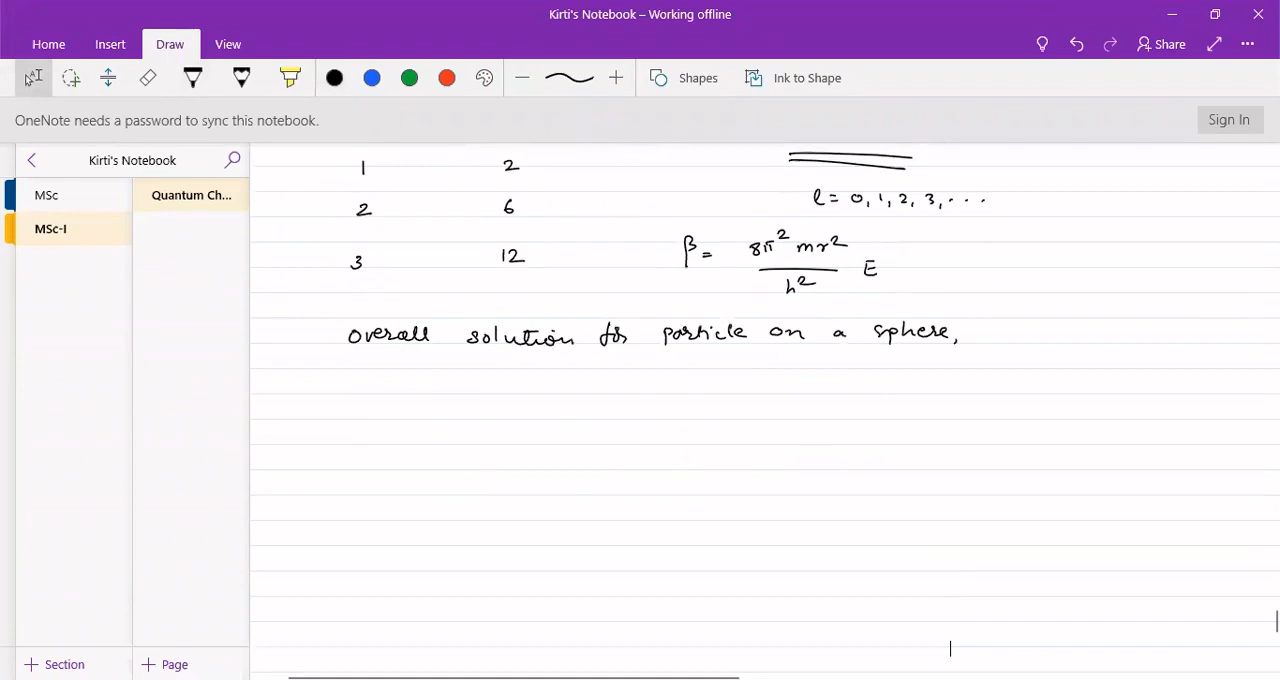 Kirti's Notebook – Working offline
Home Insert Draw View Share
Shapes Ink to Shape
OneNote needs a password to sync this notebook. Sign In
Kirti's Notebook
MSc
MSc-I
Quantum Ch...
1 2
2 6
3 12
l = 0, 1, 2, 3, ...
β = 8π² mr² / h² E
Overall solution for particle on a sphere,
+ Section + Page